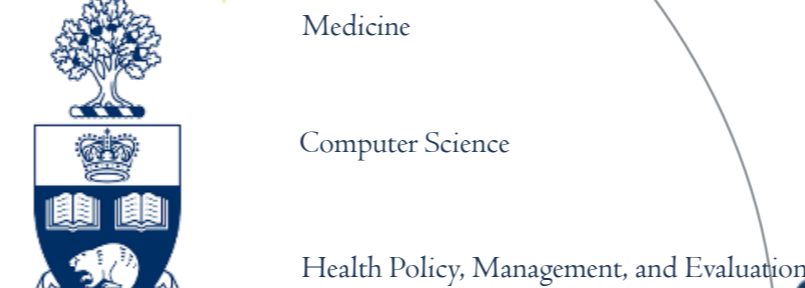 Medicine
Computer Science
Health Policy, Management, and Evaluation